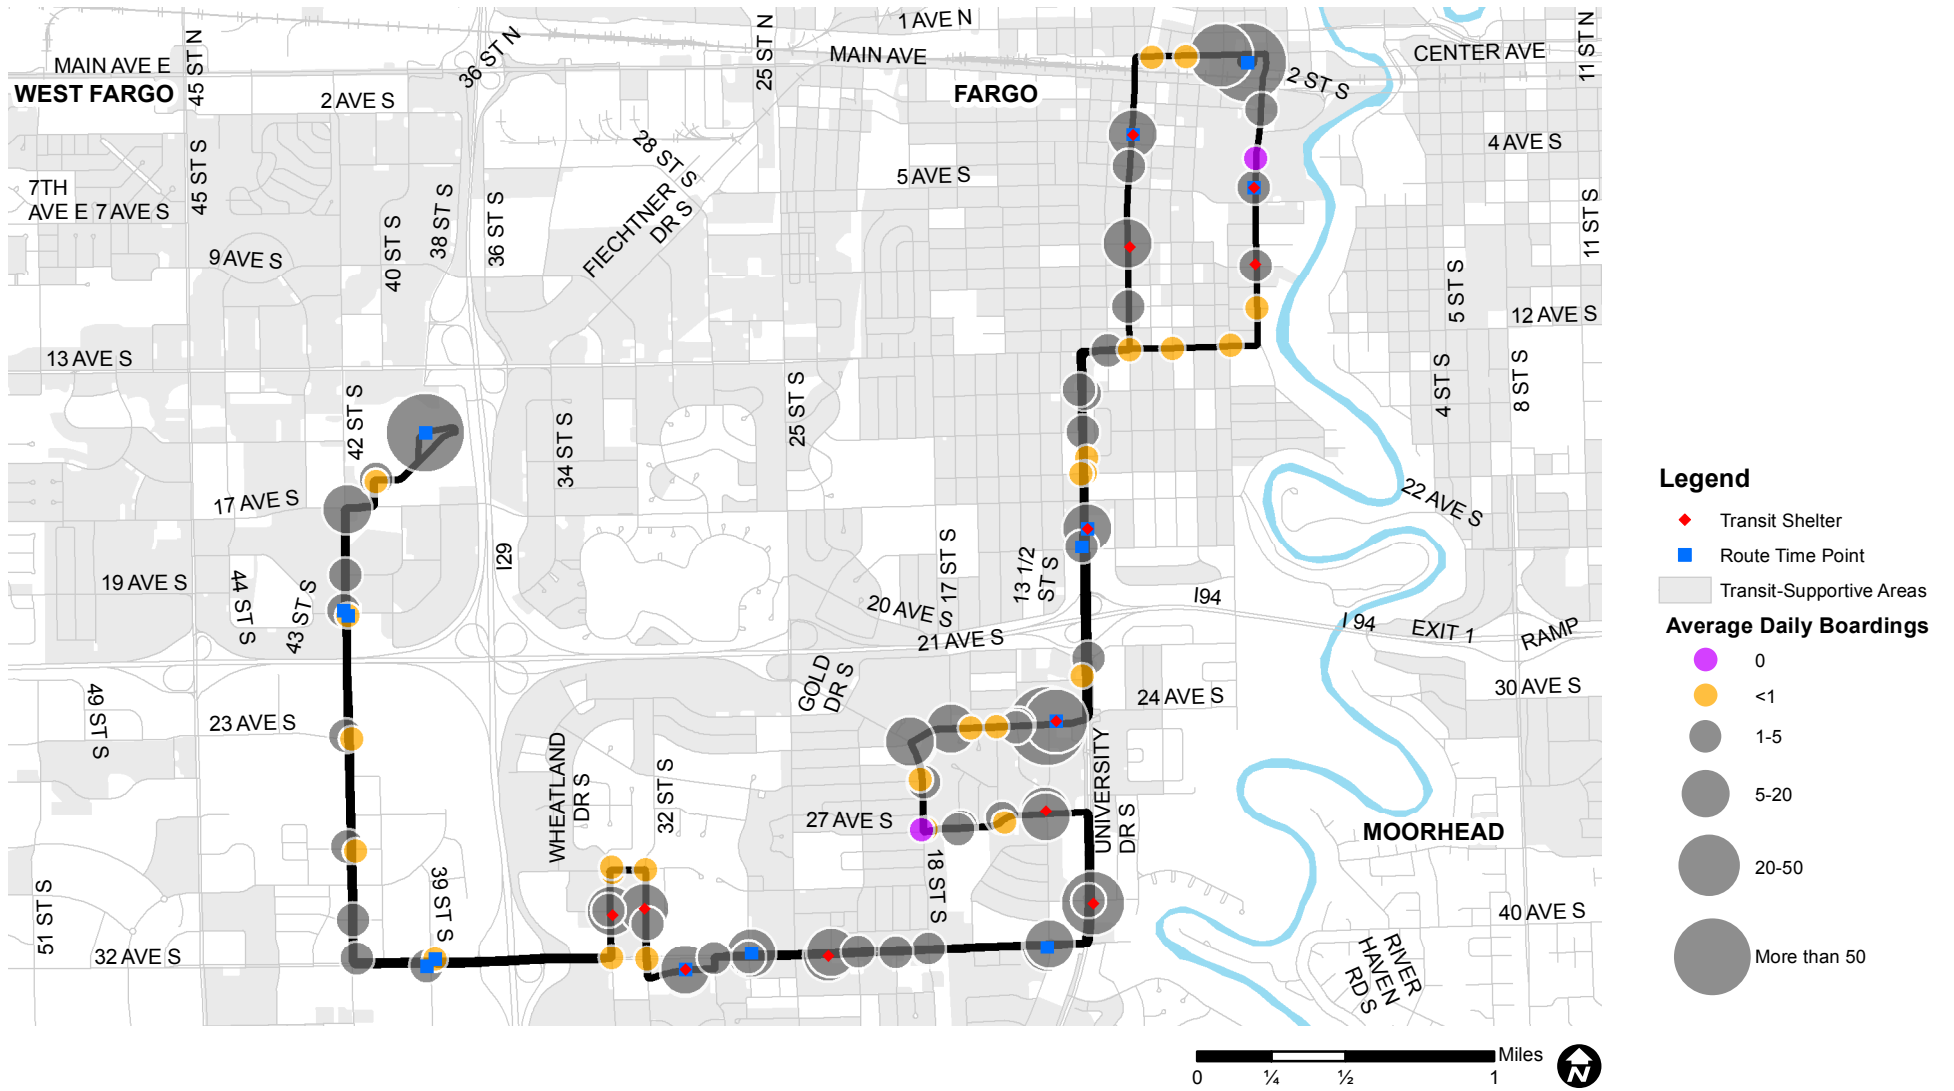 1 AVE N
MAIN AVE
MAIN AVE E
WEST FARGO
45 ST N
36 ST N
25 ST N
2 AVE S
FARGO
2 ST S
CENTER AVE
11 ST N
4 AVE S
28 ST S
5 AVE S
7TH
AVE E
7 AVE S
45 ST S
38 ST S
40 ST S
36 ST S
FIECHTNER
DR S
9 AVE S
11 ST S
5 ST S
12 AVE S
13 AVE S
4 ST S
8 ST S
25 ST S
42 ST S
34 ST S
17 AVE S
22 AVE S
I29
17 ST S
13 1/2
ST S
19 AVE S
44 ST S
43 ST S
20 AVE S
21 AVE S
I94
I 94
EXIT 1
RAMP
GOLD
DR S
30 AVE S
24 AVE S
49 ST S
23 AVE S
WHEATLAND
DR S
32 ST S
27 AVE S
UNIVERSITY
DR S
MOORHEAD
18 ST S
39 ST S
51 ST S
32 AVE S
40 AVE S
RIVER
HAVEN
RD S
Legend
Transit Shelter
Route Time Point
Transit-Supportive Areas
Average Daily Boardings
0
<1
1-5
5-20
20-50
More than 50
Miles
0 ¼ ½ 1
N